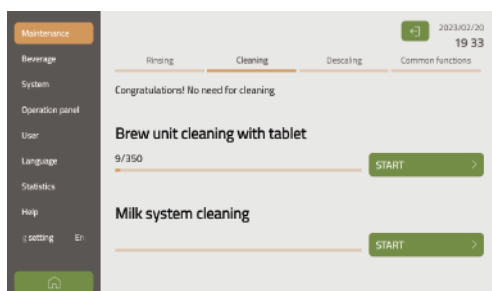 Maintenance
Beverage
System
Operation panel
User
Language
Statistics
Help
g setting En
2023/02/20
19 33
Rinsing Cleaning Descaling Common functions
Congratulations! No need for cleaning
Brew unit cleaning with tablet
9/350
START
Milk system cleaning
START